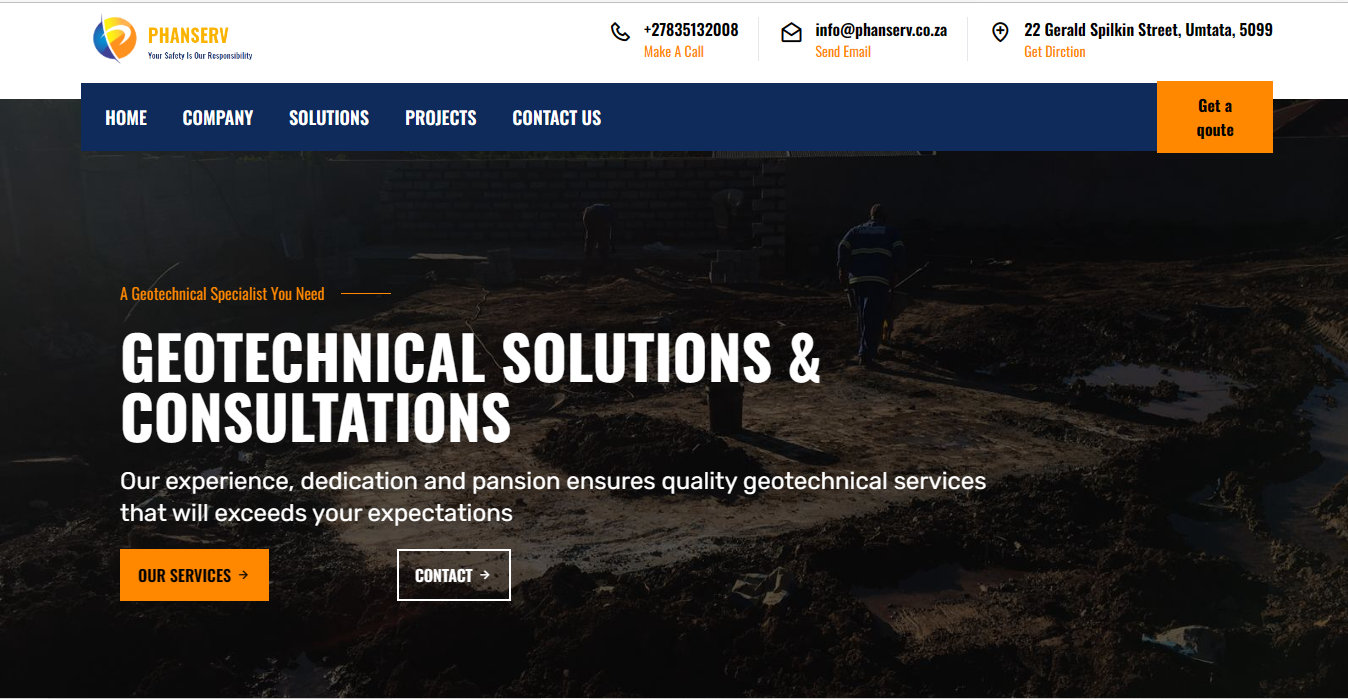 PHANSERV
Your Safety Is Our Responsibility
+27835132008
Make A Call
info@phanserv.co.za
Send Email
22 Gerald Spilkin Street, Umtata, 5099
Get Dirction
HOME
COMPANY
SOLUTIONS
PROJECTS
CONTACT US
Get a
qoute
A Geotechnical Specialist You Need
GEOTECHNICAL SOLUTIONS &
CONSULTATIONS
Our experience, dedication and pansion ensures quality geotechnical services
that will exceeds your expectations
OUR SERVICES →
CONTACT →